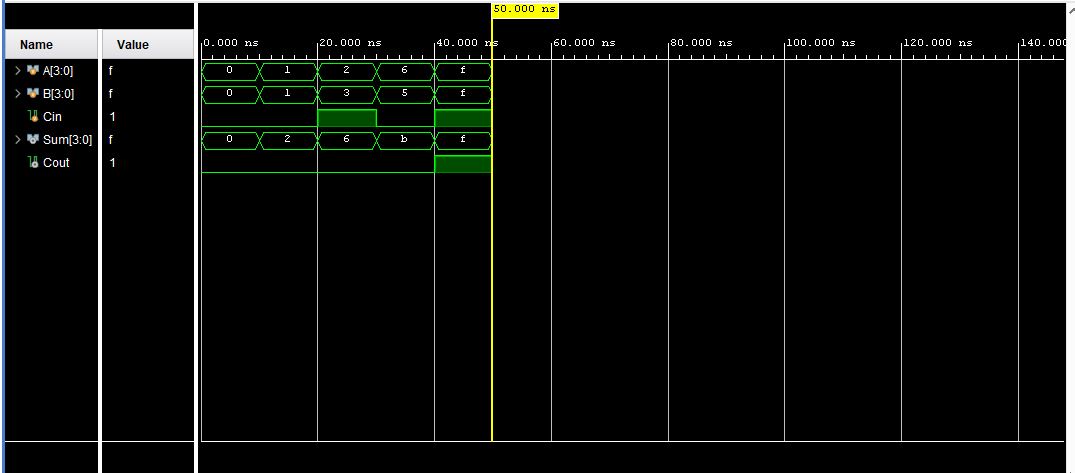 50.000 ns
Name Value 0.000 ns 20.000 ns 40.000 ns 60.000 ns 80.000 ns 100.000 ns 120.000 ns 140.000
A[3:0] f 0 1 2 6 f
B[3:0] f 0 1 3 5 f
Cin 1
Sum[3:0] f 0 2 6 b f
Cout 1